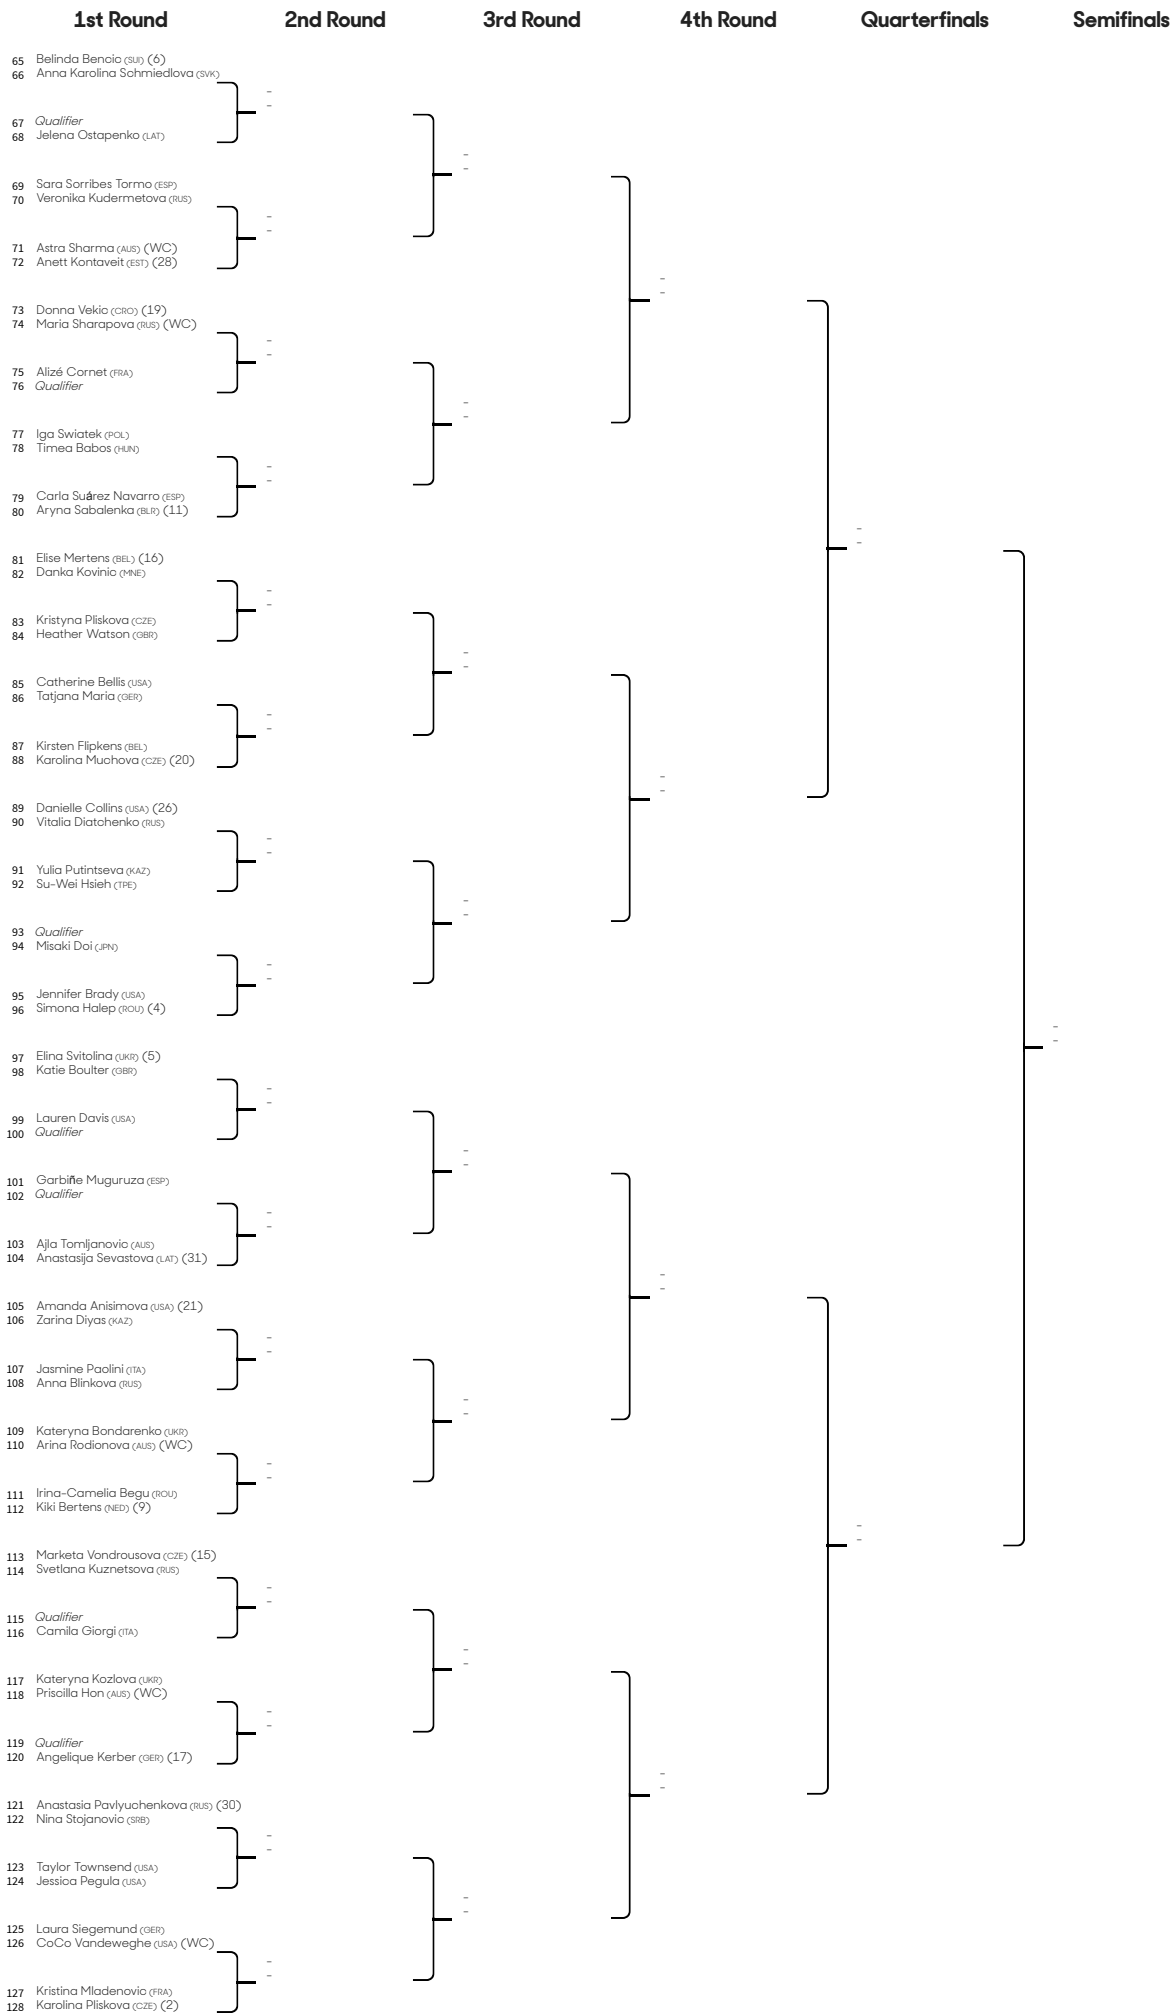 1st Round 2nd Round 3rd Round 4th Round Quarterfinals Semifinals
65 Belinda Bencic (SUI) (6)
66 Anna Karolina Schmiedlova (SVK)
67 Qualifier
68 Jelena Ostapenko (LAT)
69 Sara Sorribes Tormo (ESP)
70 Veronika Kudermetova (RUS)
71 Astra Sharma (AUS) (WC)
72 Anett Kontaveit (EST) (28)
73 Donna Vekic (CRO) (19)
74 Maria Sharapova (RUS) (WC)
75 Alizé Cornet (FRA)
76 Qualifier
77 Iga Swiatek (POL)
78 Timea Babos (HUN)
79 Carla Suárez Navarro (ESP)
80 Aryna Sabalenka (BLR) (11)
81 Elise Mertens (BEL) (16)
82 Danka Kovinic (MNE)
83 Kristyna Pliskova (CZE)
84 Heather Watson (GBR)
85 Catherine Bellis (USA)
86 Tatjana Maria (GER)
87 Kirsten Flipkens (BEL)
88 Karolina Muchova (CZE) (20)
89 Danielle Collins (USA) (26)
90 Vitalia Diatchenko (RUS)
91 Yulia Putintseva (KAZ)
92 Su-Wei Hsieh (TPE)
93 Qualifier
94 Misaki Doi (JPN)
95 Jennifer Brady (USA)
96 Simona Halep (ROU) (4)
97 Elina Svitolina (UKR) (5)
98 Katie Boulter (GBR)
99 Lauren Davis (USA)
100 Qualifier
101 Garbiñe Muguruza (ESP)
102 Qualifier
103 Ajla Tomljanovic (AUS)
104 Anastasija Sevastova (LAT) (31)
105 Amanda Anisimova (USA) (21)
106 Zarina Diyas (KAZ)
107 Jasmine Paolini (ITA)
108 Anna Blinkova (RUS)
109 Kateryna Bondarenko (UKR)
110 Arina Rodionova (AUS) (WC)
111 Irina-Camelia Begu (ROU)
112 Kiki Bertens (NED) (9)
113 Marketa Vondrousova (CZE) (15)
114 Svetlana Kuznetsova (RUS)
115 Qualifier
116 Camila Giorgi (ITA)
117 Kateryna Kozlova (UKR)
118 Priscilla Hon (AUS) (WC)
119 Qualifier
120 Angelique Kerber (GER) (17)
121 Anastasia Pavlyuchenkova (RUS) (30)
122 Nina Stojanovic (SRB)
123 Taylor Townsend (USA)
124 Jessica Pegula (USA)
125 Laura Siegemund (GER)
126 CoCo Vandeweghe (USA) (WC)
127 Kristina Mladenovic (FRA)
128 Karolina Pliskova (CZE) (2)